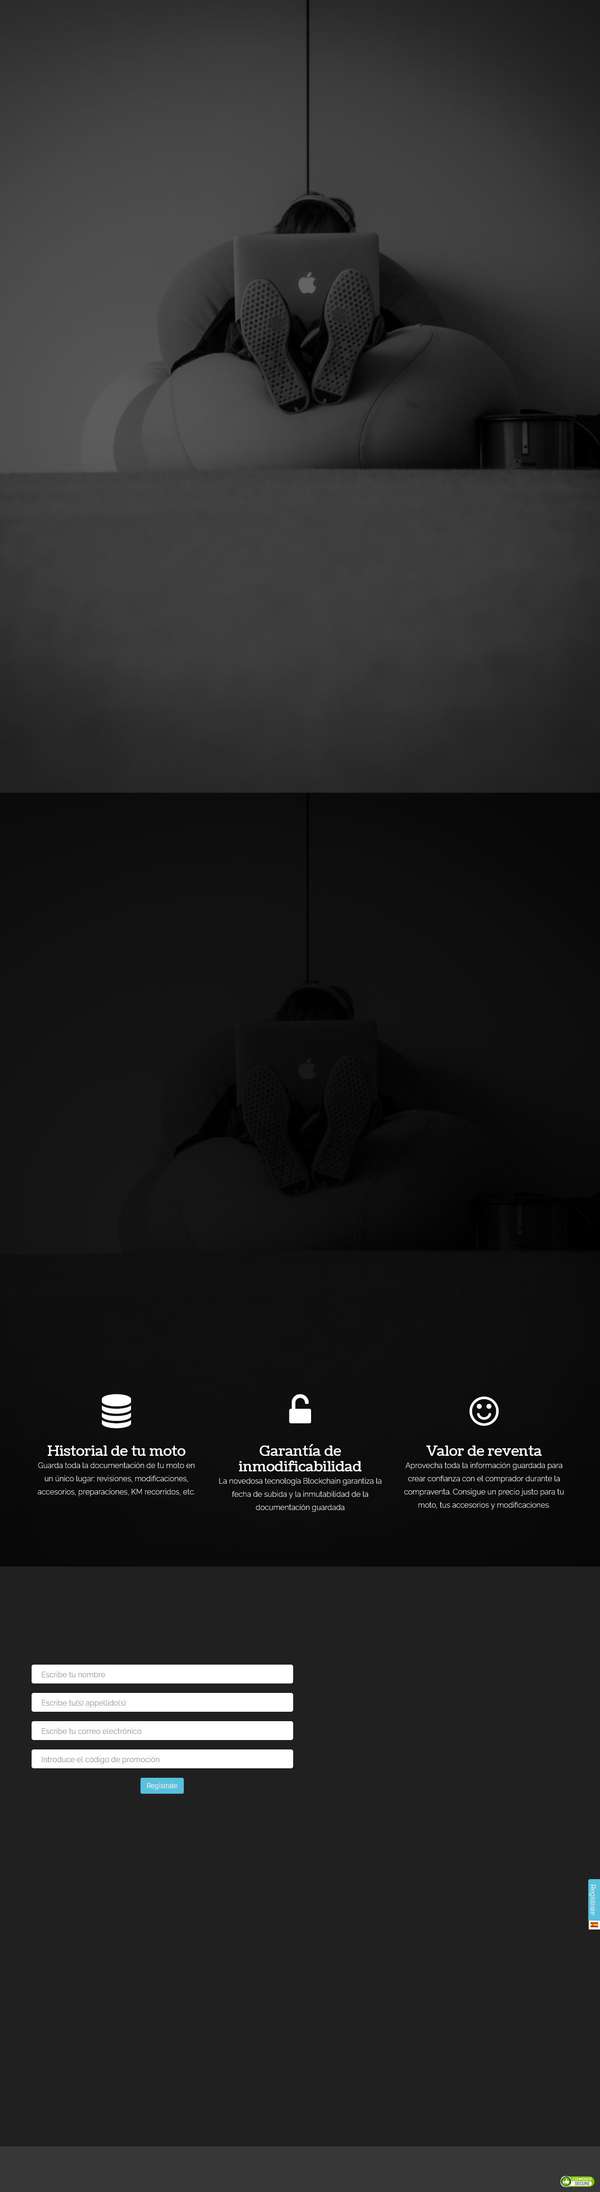 Historial de tu moto
Guarda toda la documentación de tu moto en
un único lugar: revisiones, modificaciones,
accesorios, preparaciones, KM recorridos, etc.
Garantía de
inmodificabilidad
La novedosa tecnología Blockchain garantiza la
fecha de subida y la inmutabilidad de la
documentación guardada
Valor de reventa
Aprovecha toda la información guardada para
crear confianza con el comprador durante la
compraventa. Consigue un precio justo para tu
moto, tus accesorios y modificaciones.
Escribe tu nombre
Escribe tu(s) appellido(s)
Escribe tu correo electrónico
Introduce el código de promoción
Regístrate
Regístrate